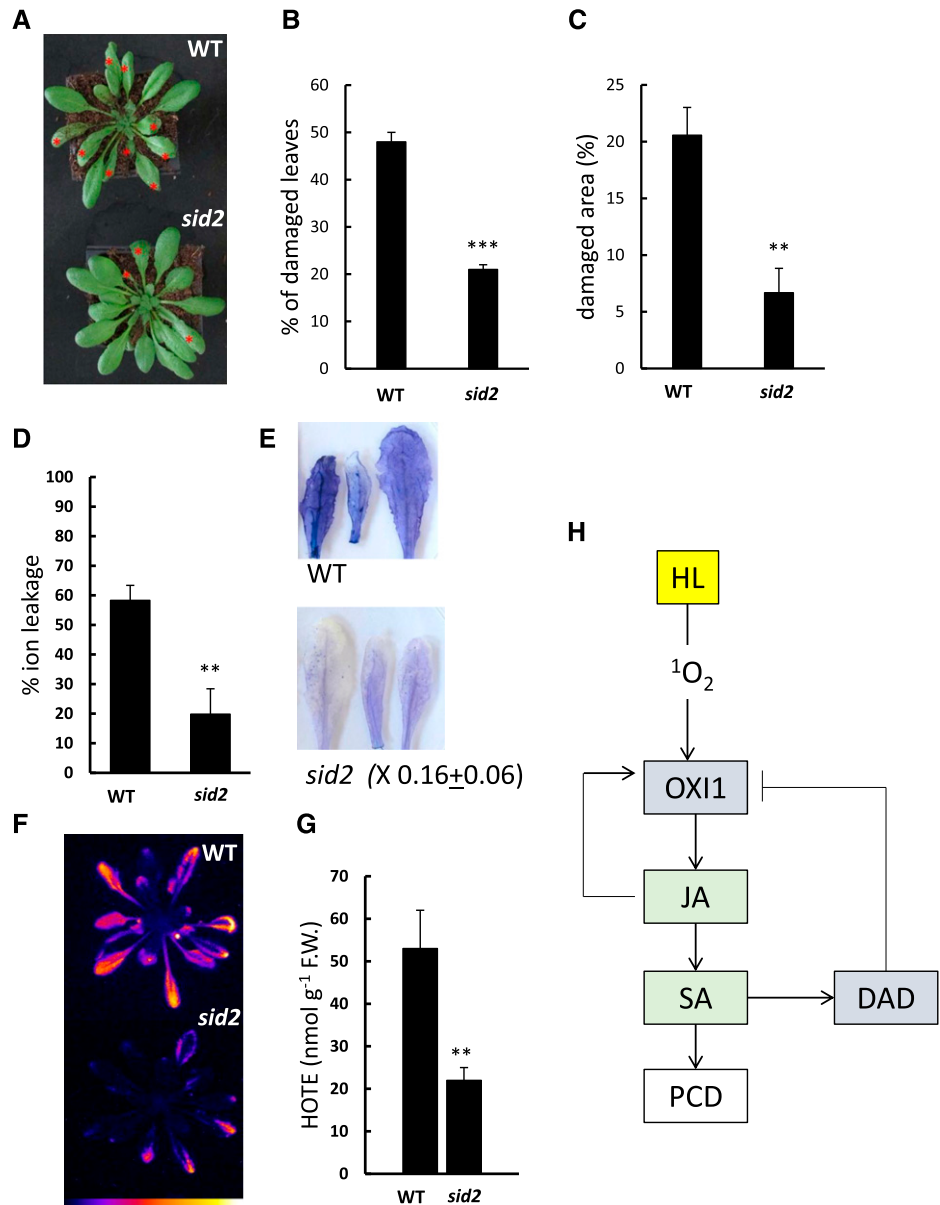 A
WT
sid2
B
% of damaged leaves
60
50
40
30
20
10
0
***
WT
sid2
C
damaged area (%)
25
20
15
10
5
0
**
WT
sid2
D
% ion leakage
100
90
80
70
60
50
40
30
20
10
0
**
WT
sid2
E
WT
sid2 (X 0.16±0.06)
F
WT
sid2
G
HOTE (nmol g⁻¹ F.W.)
70
60
50
40
30
20
10
0
**
WT
sid2
H
HL
¹O₂
OXI1
JA
SA
DAD
PCD